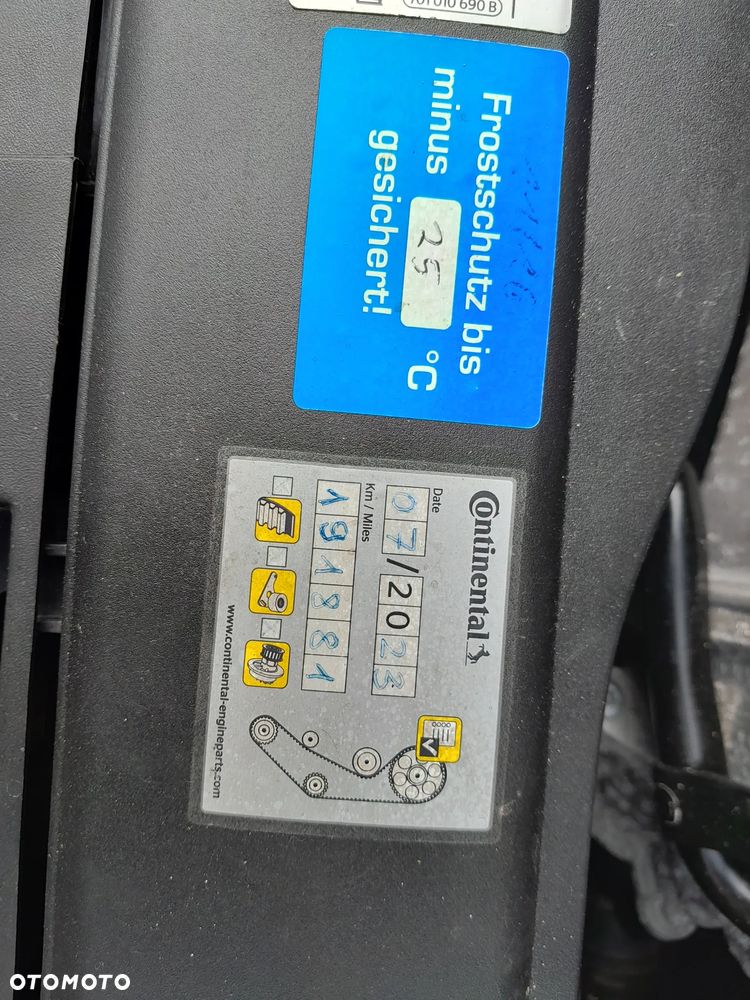 701 010 690 B
Frostschutz bis
minus 25 °C
gesichert!
Continental
Date
07/2023
Km / Miles
191881
www.continental-engineparts.com
OTOMOTO